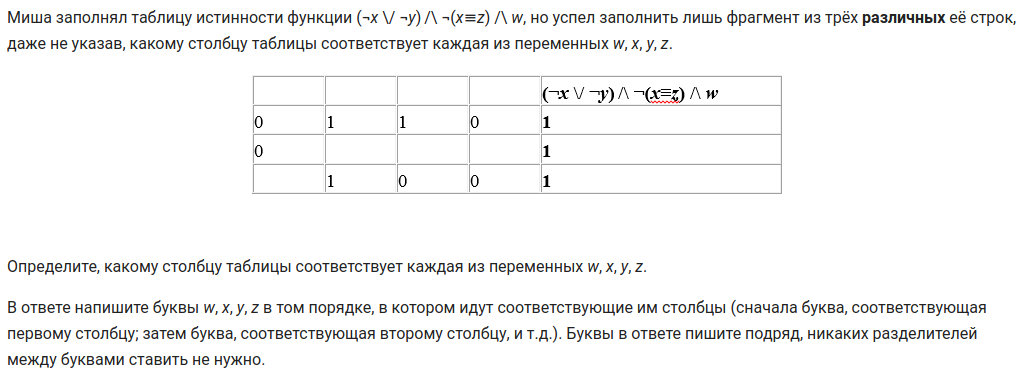 Миша заполнял таблицу истинности функции (¬x \/ ¬y) /\ ¬(x≡z) /\ w, но успел заполнить лишь фрагмент из трёх различных её строк,
даже не указав, какому столбцу таблицы соответствует каждая из переменных w, x, y, z.
(¬x \/ ¬y) /\ ¬(x≡z) /\ w
0 1 1 0 1
0 1
1 0 0 1
Определите, какому столбцу таблицы соответствует каждая из переменных w, x, y, z.
В ответе напишите буквы w, x, y, z в том порядке, в котором идут соответствующие им столбцы (сначала буква, соответствующая
первому столбцу; затем буква, соответствующая второму столбцу, и т.д.). Буквы в ответе пишите подряд, никаких разделителей
между буквами ставить не нужно.